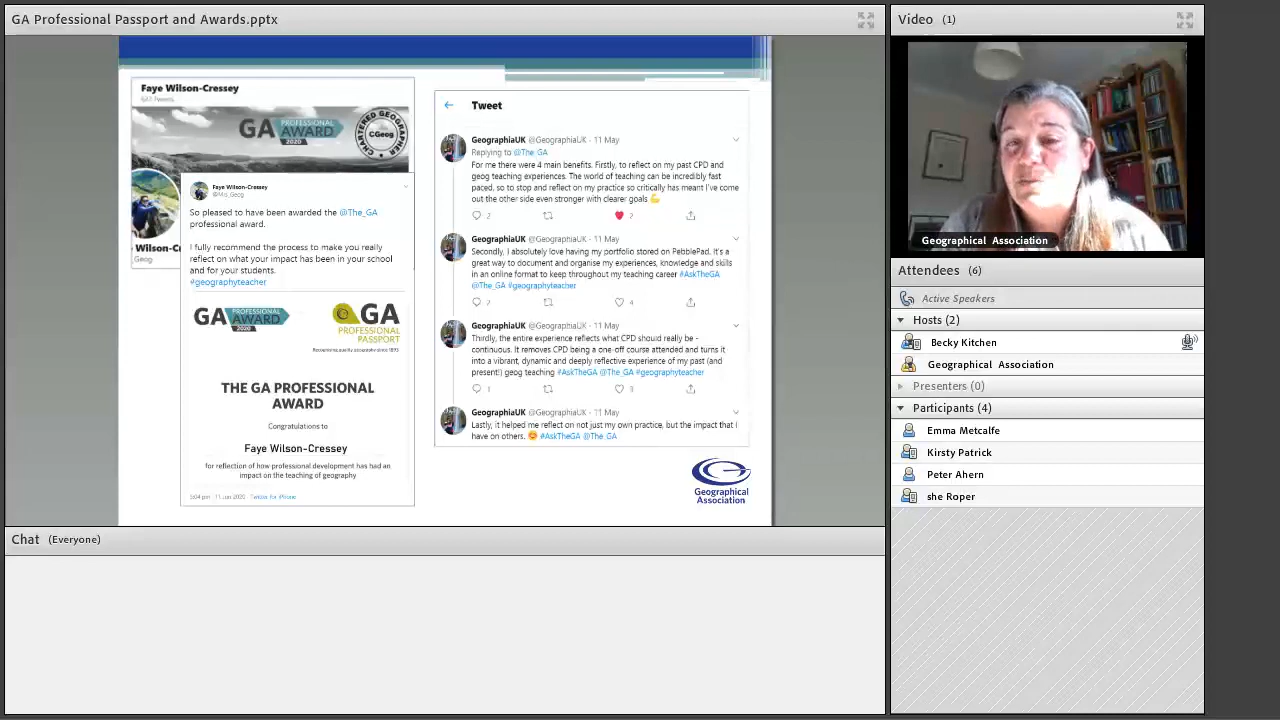 GA Professional Passport and Awards.pptx
Faye Wilson-Cressey
GA PROFESSIONAL
AWARD
2020
CHARTERED GEOGRAPHER
CGeog
Wilson-C
Geog
Faye Wilson-Cressey
So pleased to have been awarded the @The_GA
professional award.
I fully recommend the process to make you really
reflect on what your impact has been in your school
and for your students.
#geographyteacher
GA PROFESSIONAL
AWARD
2020
GA
PROFESSIONAL
PASSPORT
THE GA PROFESSIONAL
AWARD
Congratulations to
Faye Wilson-Cressey
for reflection of how professional development has had an
impact on the teaching of geography
Twitter for iPhone
Tweet
GeographiaUK @GeographiaUK · 11 May
Replying to @The_GA
For me there were 4 main benefits. Firstly, to reflect on my past CPD and
geog teaching experiences. The world of teaching can be incredibly fast
paced, so to stop and reflect on my practice so critically has meant I've come
out the other side even stronger with clearer goals 💪
2 2
GeographiaUK @GeographiaUK · 11 May
Secondly, I absolutely love having my portfolio stored on PebblePad. It's a
great way to document and organise my experiences, knowledge and skills
in an online format to keep throughout my teaching career #AskTheGA
@The_GA #geographyteacher
2 4
GeographiaUK @GeographiaUK · 11 May
Thirdly, the entire experience reflects what CPD should really be -
continuous. It removes CPD being a one-off course attended and turns it
into a vibrant, dynamic and deeply reflective experience of my past (and
present!) geog teaching #AskTheGA @The_GA #geographyteacher
1 3
GeographiaUK @GeographiaUK · 11 May
Lastly, it helped me reflect on not just my own practice, but the impact that I
have on others. 😊 #AskTheGA @The_GA
Geographical
Association
Chat (Everyone)
Video (1)
Geographical Association
Attendees (6)
Active Speakers
Hosts (2)
Becky Kitchen
Geographical Association
Presenters (0)
Participants (4)
Emma Metcalfe
Kirsty Patrick
Peter Ahern
she Roper